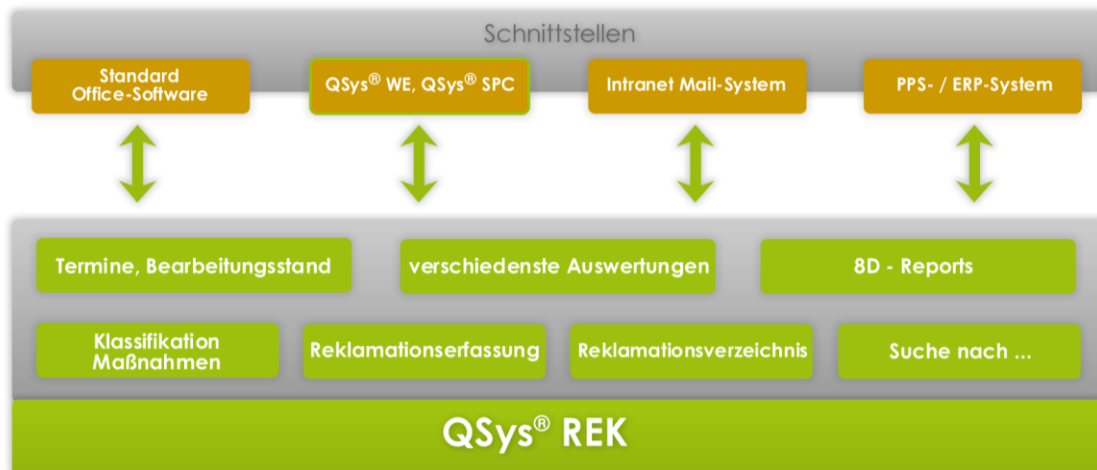 Schnittstellen
Standard
Office-Software
QSys® WE, QSys® SPC
Intranet Mail-System
PPS- / ERP-System
Termine, Bearbeitungsstand
verschiedenste Auswertungen
8D - Reports
Klassifikation
Maßnahmen
Reklamationserfassung
Reklamationsverzeichnis
Suche nach ...
QSys® REK